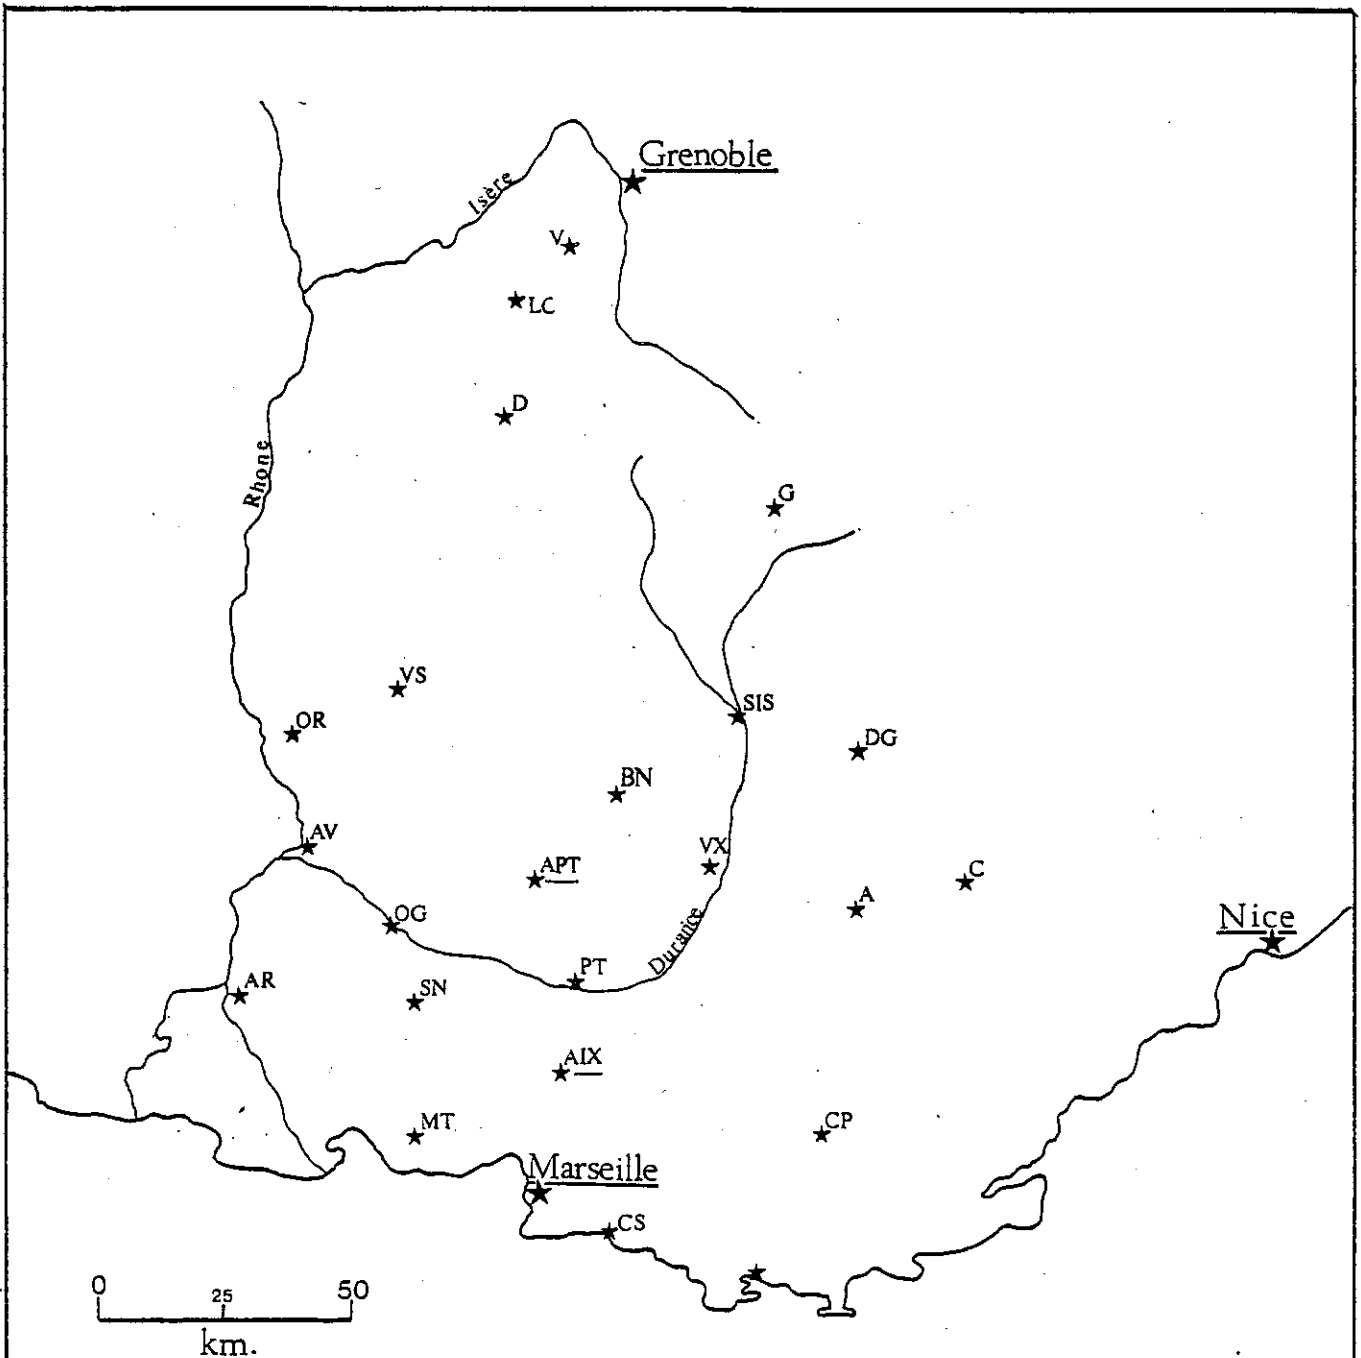 Grenoble
Isère
V
LC
D
Rhone
G
VS
SIS
OR
DG
BN
AV
VX
APT
C
A
OG
Nice
Durance
PT
AR
SN
AIX
MT
CP
Marseille
CS
0 25 50
km.